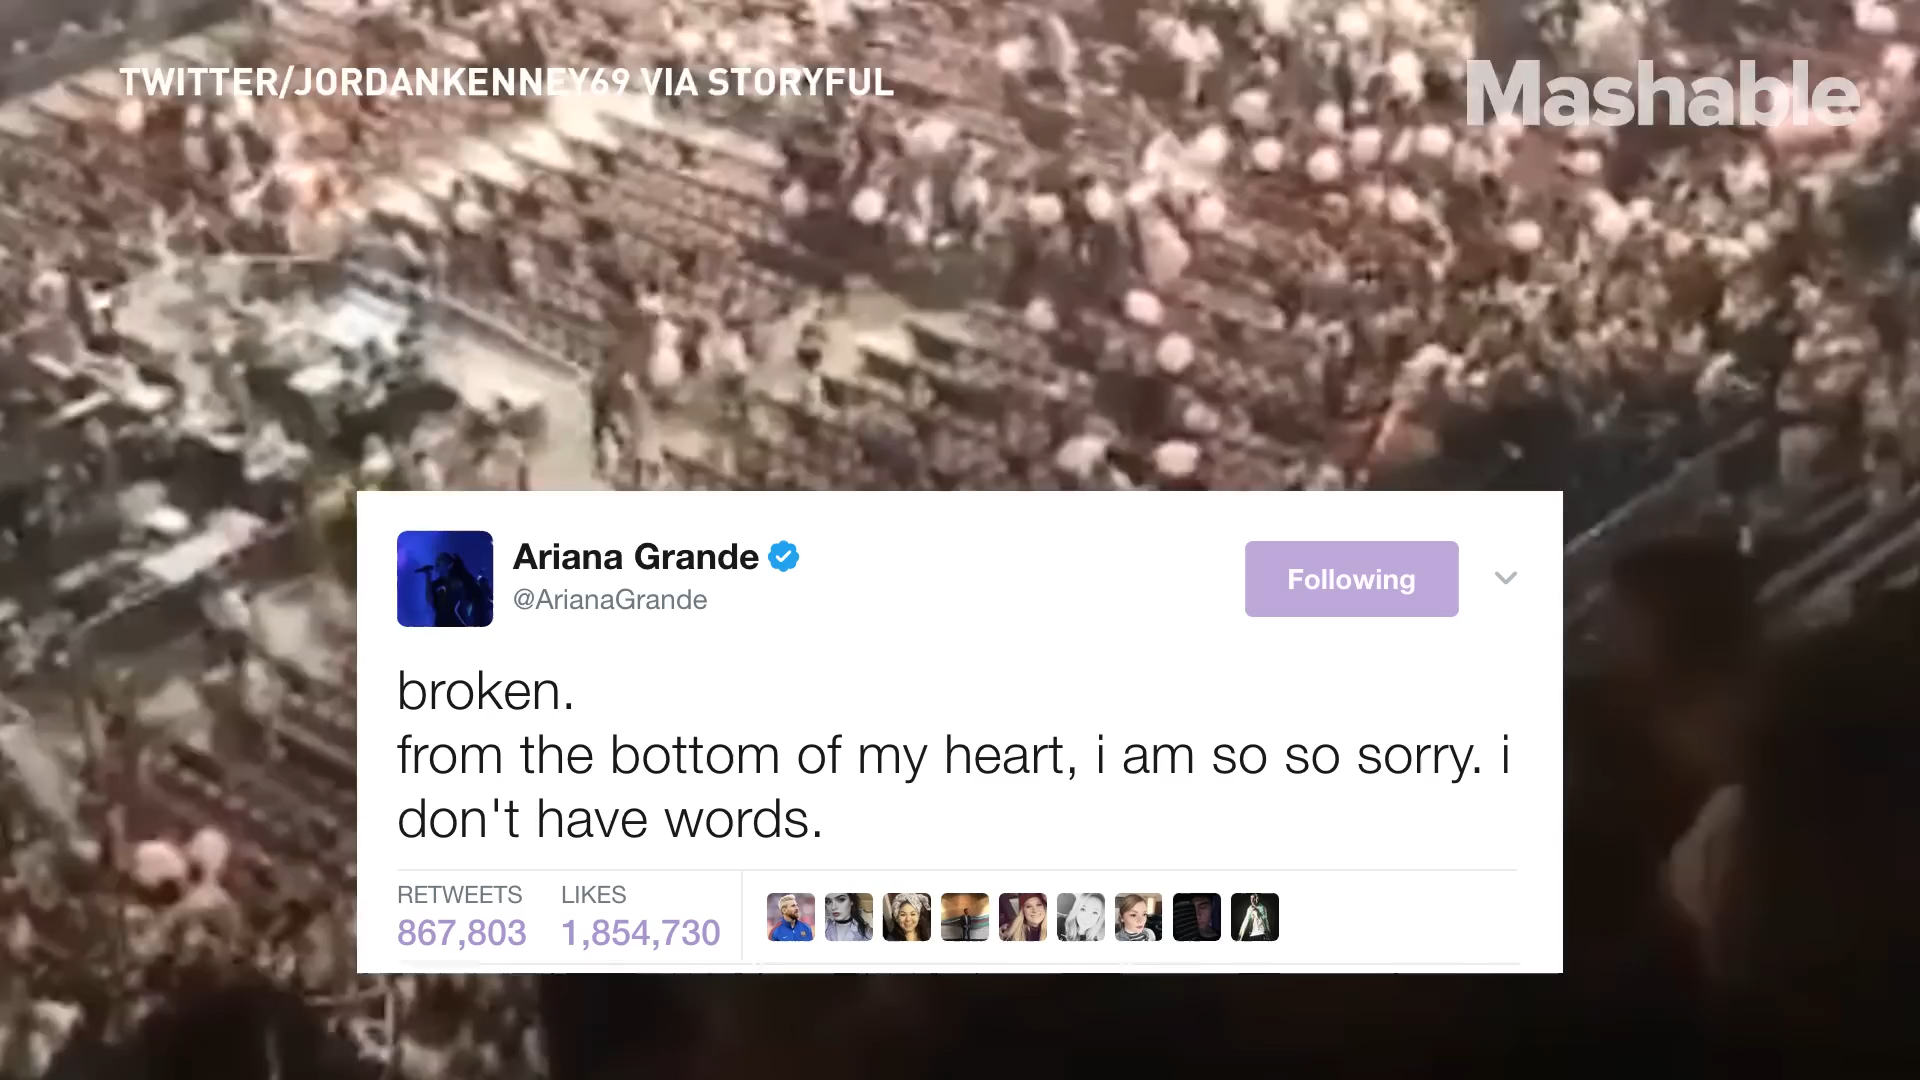 TWITTER/JORDANKENNEY69 VIA STORYFUL
Mashable
Ariana Grande
@ArianaGrande
Following
broken.
from the bottom of my heart, i am so so sorry. i
don't have words.
RETWEETS LIKES
867,803 1,854,730